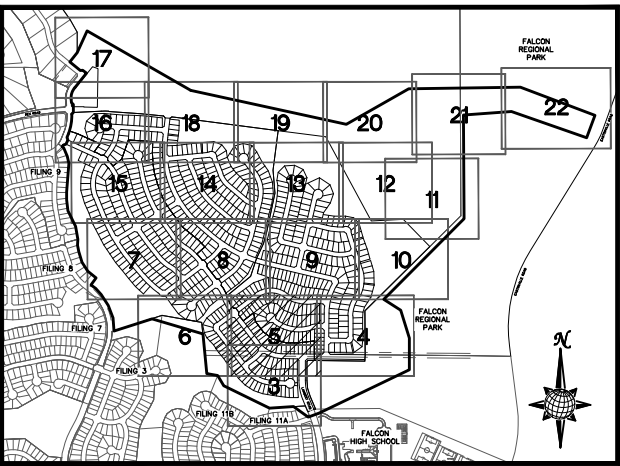 FALCON
REGIONAL
PARK
17
22
21
16
18
19
20
FILING 9
15
14
13
12
11
7
8
9
10
FILING 8
FALCON
REGIONAL
PARK
FILING 7
6
5
4
N
FILING 3
3
FILING 11B
FILING 11A
FALCON
HIGH SCHOOL